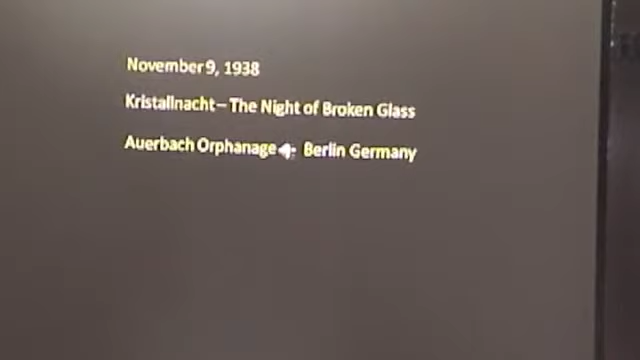 November 9, 1938
Kristallnacht – The Night of Broken Glass
Auerbach Orphanage - Berlin Germany